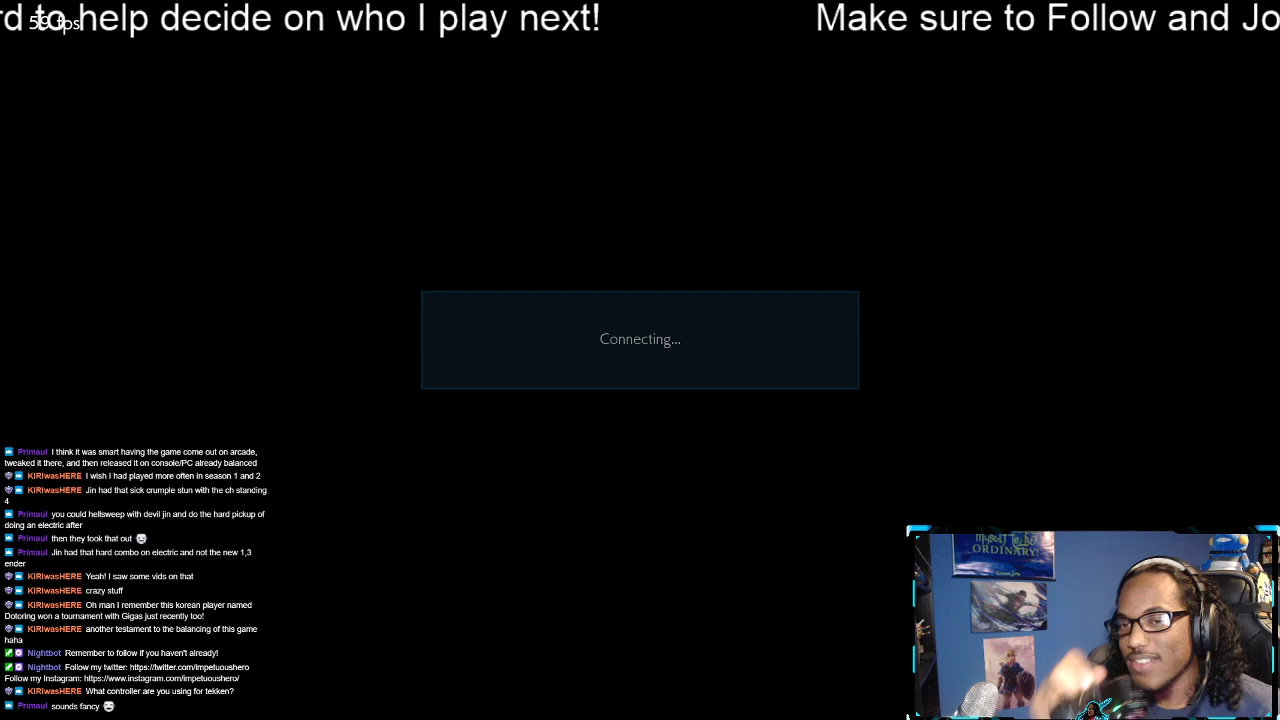 rd to help decide on who I play next! Make sure to Follow and Jo
59 fps
Connecting...
Primaul I think it was smart having the game come out on arcade,
tweaked it there, and then released it on console/PC already balanced
KIRIwasHERE I wish I had played more often in season 1 and 2
KIRIwasHERE Jin had that sick crumple stun with the ch standing
4
Primaul you could hellsweep with devil jin and do the hard pickup of
doing an electric after
Primaul then they took that out
Primaul Jin had that hard combo on electric and not the new 1,3
ender
KIRIwasHERE Yeah! I saw some vids on that
KIRIwasHERE crazy stuff
KIRIwasHERE Oh man I remember this korean player named
Dotoring won a tournament with Gigas just recently too!
KIRIwasHERE another testament to the balancing of this game
haha
Nightbot Remember to follow if you haven't already!
Nightbot Follow my twitter: https://twitter.com/impetuoushero
Follow my Instagram: https://www.instagram.com/impetuoushero/
KIRIwasHERE What controller are you using for tekken?
Primaul sounds fancy
myself to be
ORDINARY!